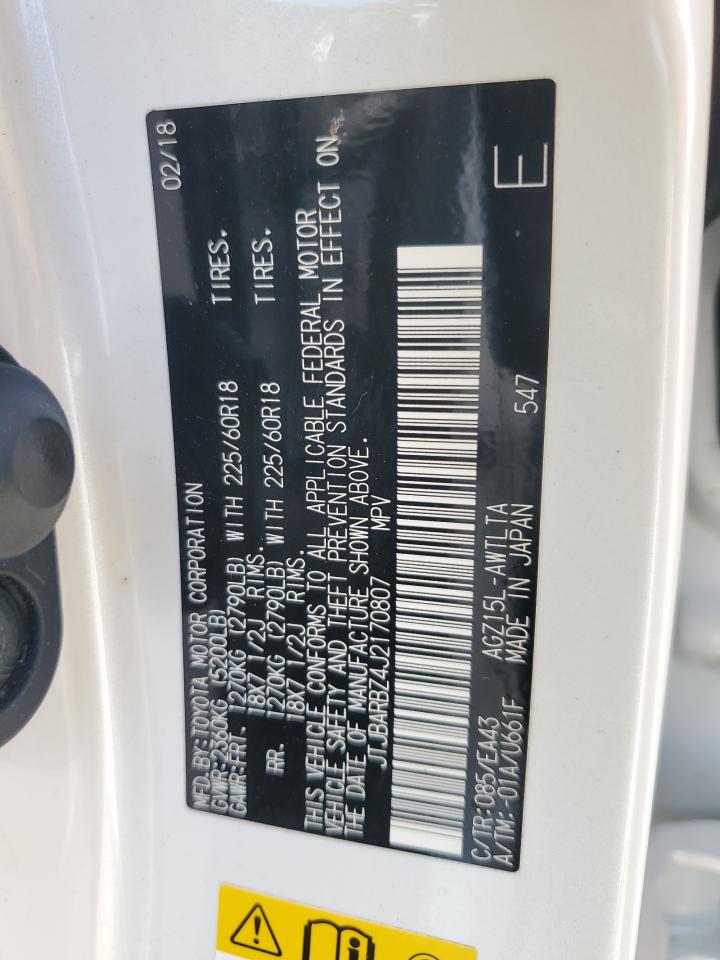 MFD. BY: TOYOTA MOTOR CORPORATION 02/18
GVWR: 2360KG (5200LB)
GAWR: FRT. 1270KG (2790LB) WITH 225/60R18 TIRES.
18X7 1/2J RIMS.
RR. 1270KG (2790LB) WITH 225/60R18 TIRES.
18X7 1/2J RIMS.
THIS VEHICLE CONFORMS TO ALL APPLICABLE FEDERAL MOTOR
VEHICLE SAFETY AND THEFT PREVENTION STANDARDS IN EFFECT ON
THE DATE OF MANUFACTURE SHOWN ABOVE.
JTJBARBZ4J2170807 MPV
C/TR: 085/EA43 AGZ15L-AWTLTA
A/TM: -01A/U661F MADE IN JAPAN 547 E